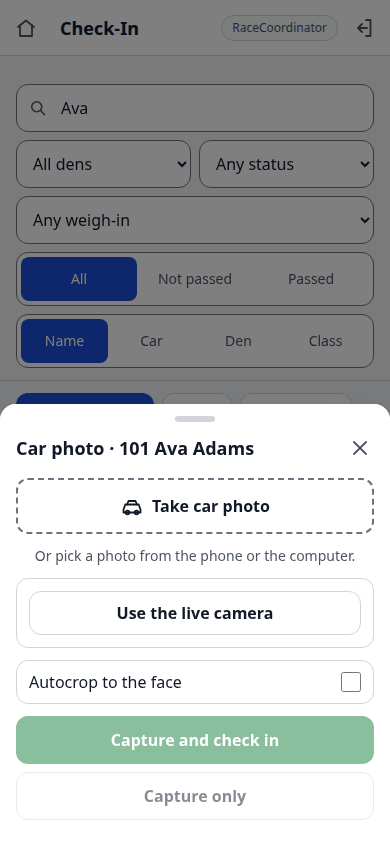 Check-In
RaceCoordinator
Ava
All dens
Any status
Any weigh-in
All
Not passed
Passed
Name
Car
Den
Class
Car photo · 101 Ava Adams
Take car photo
Or pick a photo from the phone or the computer.
Use the live camera
Autocrop to the face
Capture and check in
Capture only